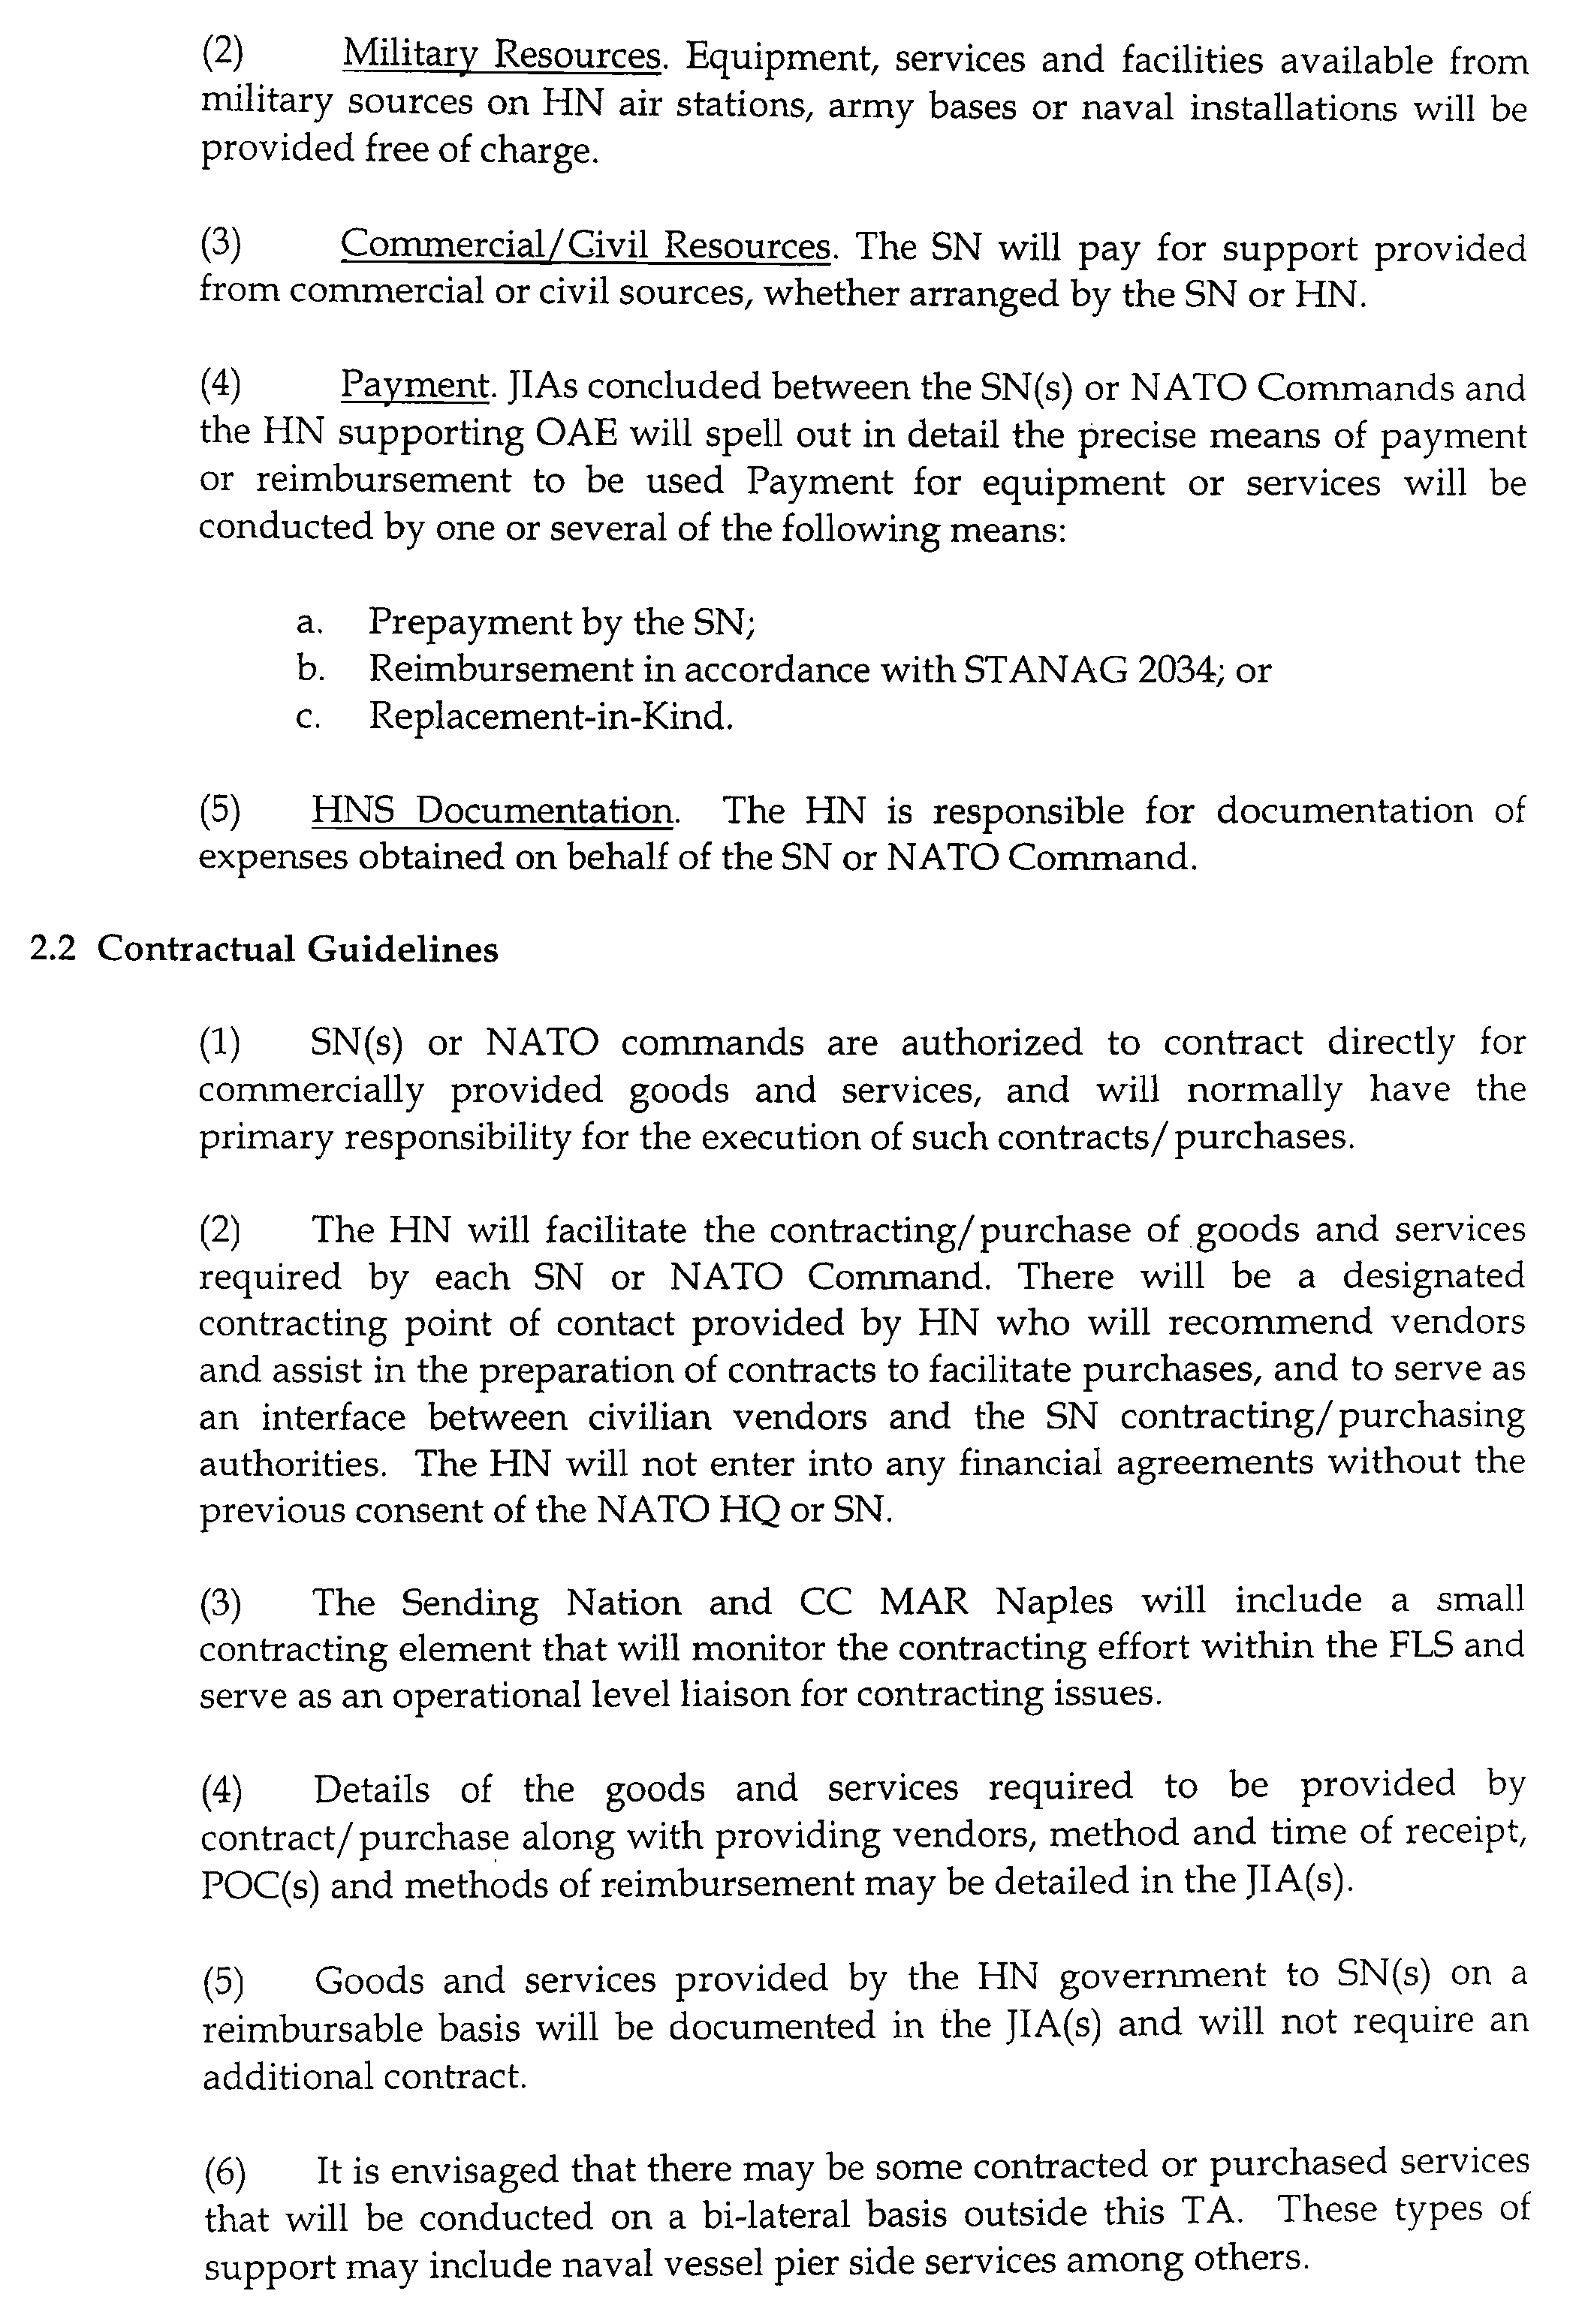 (2) Military Resources. Equipment, services and facilities available from
military sources on HN air stations, army bases or naval installations will be
provided free of charge.
(3) Commercial/Civil Resources. The SN will pay for support provided
from commercial or civil sources, whether arranged by the SN or HN.
(4) Payment. JIAs concluded between the SN(s) or NATO Commands and
the HN supporting OAE will spell out in detail the precise means of payment
or reimbursement to be used Payment for equipment or services will be
conducted by one or several of the following means:
a. Prepayment by the SN;
b. Reimbursement in accordance with STANAG 2034; or
c. Replacement-in-Kind.
(5) HNS Documentation. The HN is responsible for documentation of
expenses obtained on behalf of the SN or NATO Command.
2.2 Contractual Guidelines
(1) SN(s) or NATO commands are authorized to contract directly for
commercially provided goods and services, and will normally have the
primary responsibility for the execution of such contracts/purchases.
(2) The HN will facilitate the contracting/purchase of goods and services
required by each SN or NATO Command. There will be a designated
contracting point of contact provided by HN who will recommend vendors
and assist in the preparation of contracts to facilitate purchases, and to serve as
an interface between civilian vendors and the SN contracting/purchasing
authorities. The HN will not enter into any financial agreements without the
previous consent of the NATO HQ or SN.
(3) The Sending Nation and CC MAR Naples will include a small
contracting element that will monitor the contracting effort within the FLS and
serve as an operational level liaison for contracting issues.
(4) Details of the goods and services required to be provided by
contract/purchase along with providing vendors, method and time of receipt,
POC(s) and methods of reimbursement may be detailed in the JIA(s).
(5) Goods and services provided by the HN government to SN(s) on a
reimbursable basis will be documented in the JIA(s) and will not require an
additional contract.
(6) It is envisaged that there may be some contracted or purchased services
that will be conducted on a bi-lateral basis outside this TA. These types of
support may include naval vessel pier side services among others.